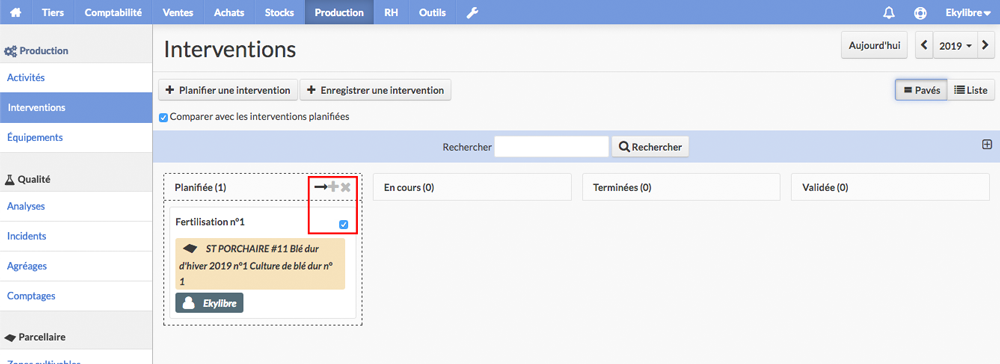 Tiers Comptabilité Ventes Achats Stocks Production RH Outils Ekylibre
Production
Activités
Interventions
Équipements
Qualité
Analyses
Incidents
Agréages
Comptages
Parcellaire
Zones cultivables
Interventions
Aujourd'hui 2019
Planifier une intervention Enregistrer une intervention Pavés Liste
Comparer avec les interventions planifiées
Rechercher Rechercher
Planifiée (1) En cours (0) Terminées (0) Validée (0)
Fertilisation n°1
ST PORCHAIRE #11 Blé dur
d'hiver 2019 n°1 Culture de blé dur n°
1
Ekylibre